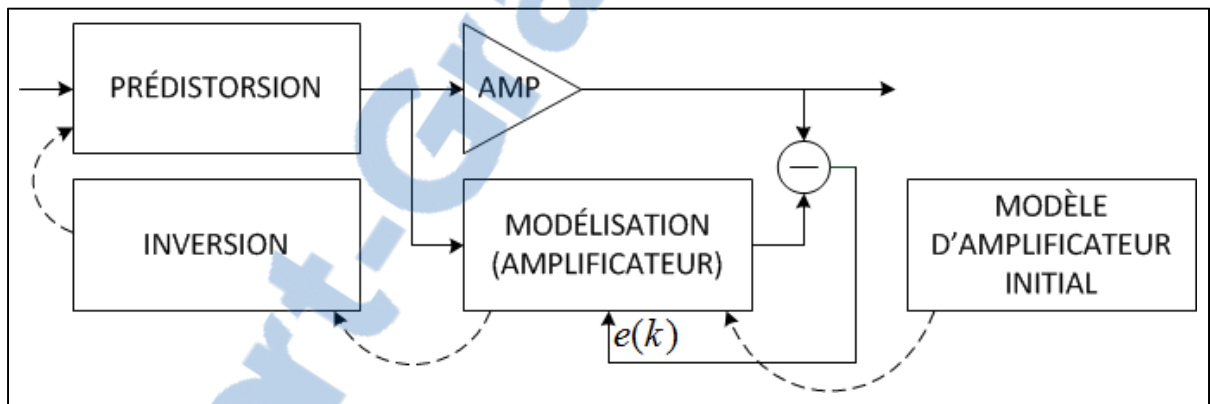 PRÉDISTORSION
AMP
INVERSION
MODÉLISATION
(AMPLIFICATEUR)
MODÈLE
D'AMPLIFICATEUR
INITIAL
e(k)